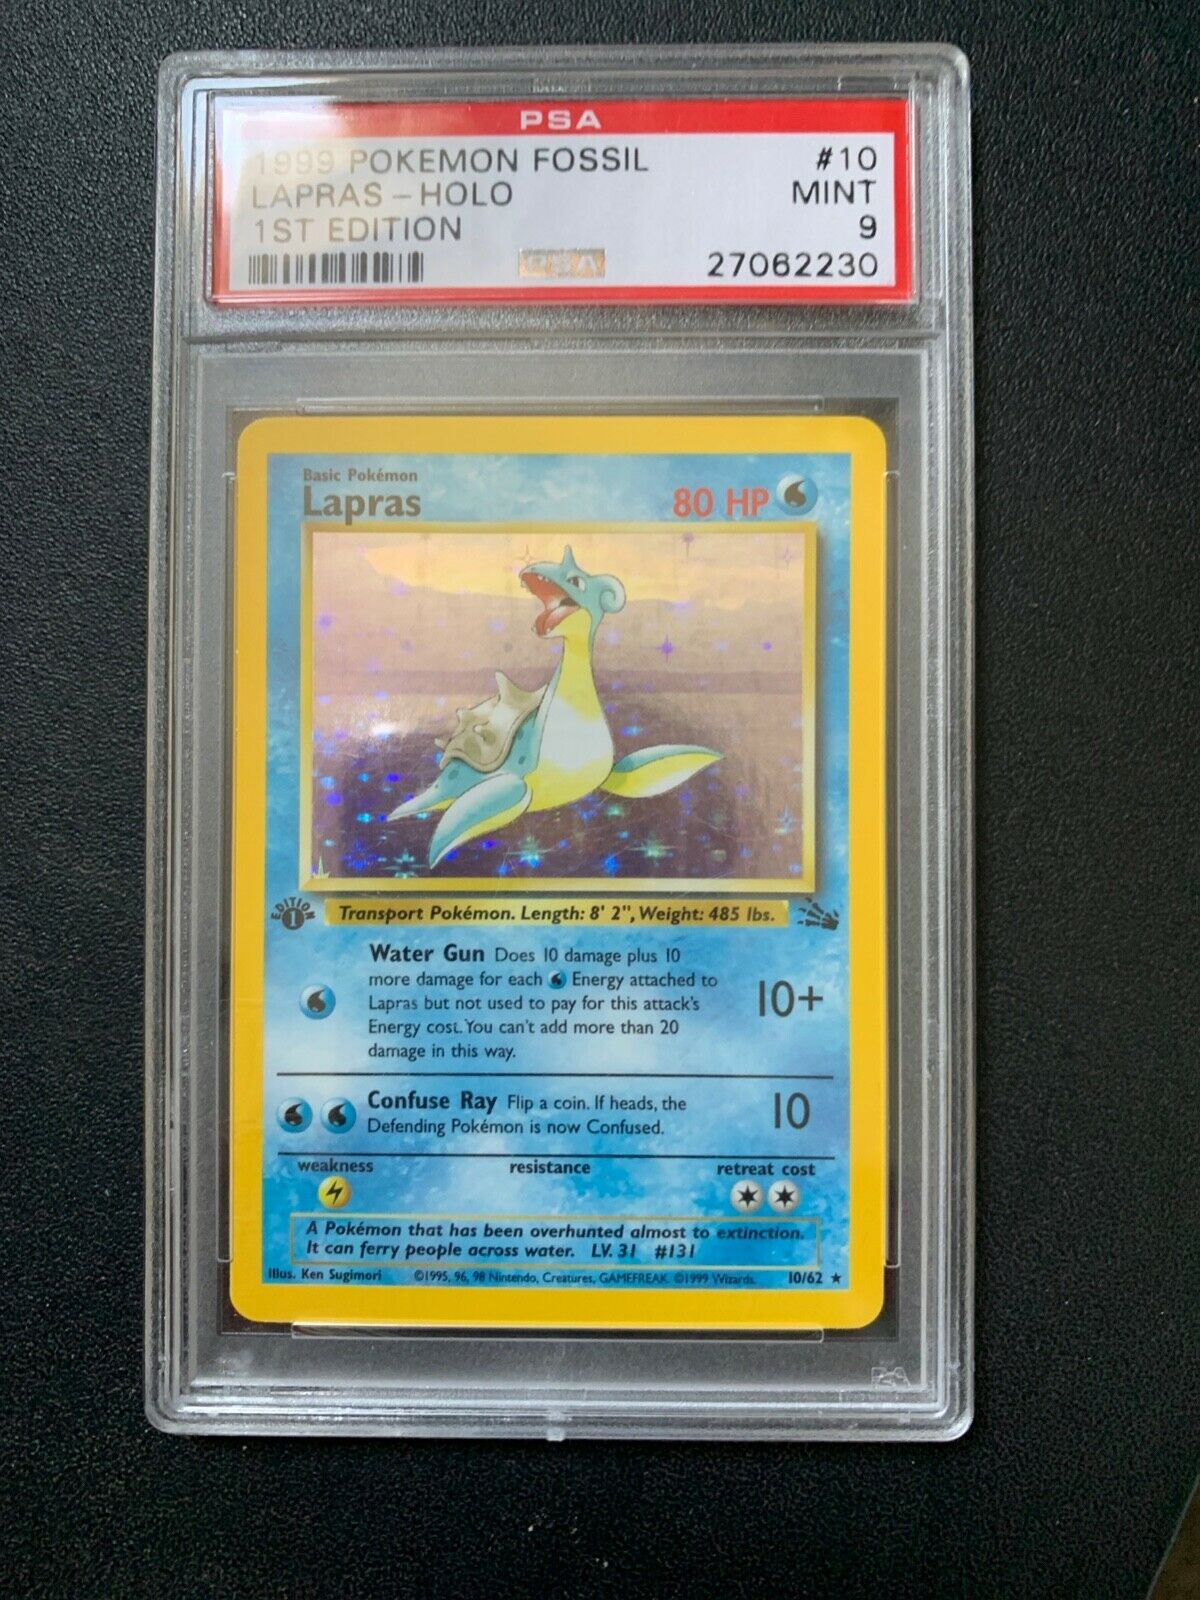 PSA
1999 POKEMON FOSSIL #10
LAPRAS - HOLO MINT
1ST EDITION 9
PSA 27062230
Basic Pokémon
Lapras 80 HP
EDITION 1
Transport Pokémon. Length: 8' 2", Weight: 485 lbs.
Water Gun Does 10 damage plus 10
more damage for each Energy attached to
Lapras but not used to pay for this attack's
Energy cost. You can't add more than 20
damage in this way.
10+
Confuse Ray Flip a coin. If heads, the
Defending Pokémon is now Confused.
10
weakness resistance retreat cost
A Pokémon that has been overhunted almost to extinction.
It can ferry people across water. LV. 31 #131
Illus. Ken Sugimori ©1995, 96, 98 Nintendo, Creatures, GAMEFREAK. ©1999 Wizards. 10/62 ★
PSA